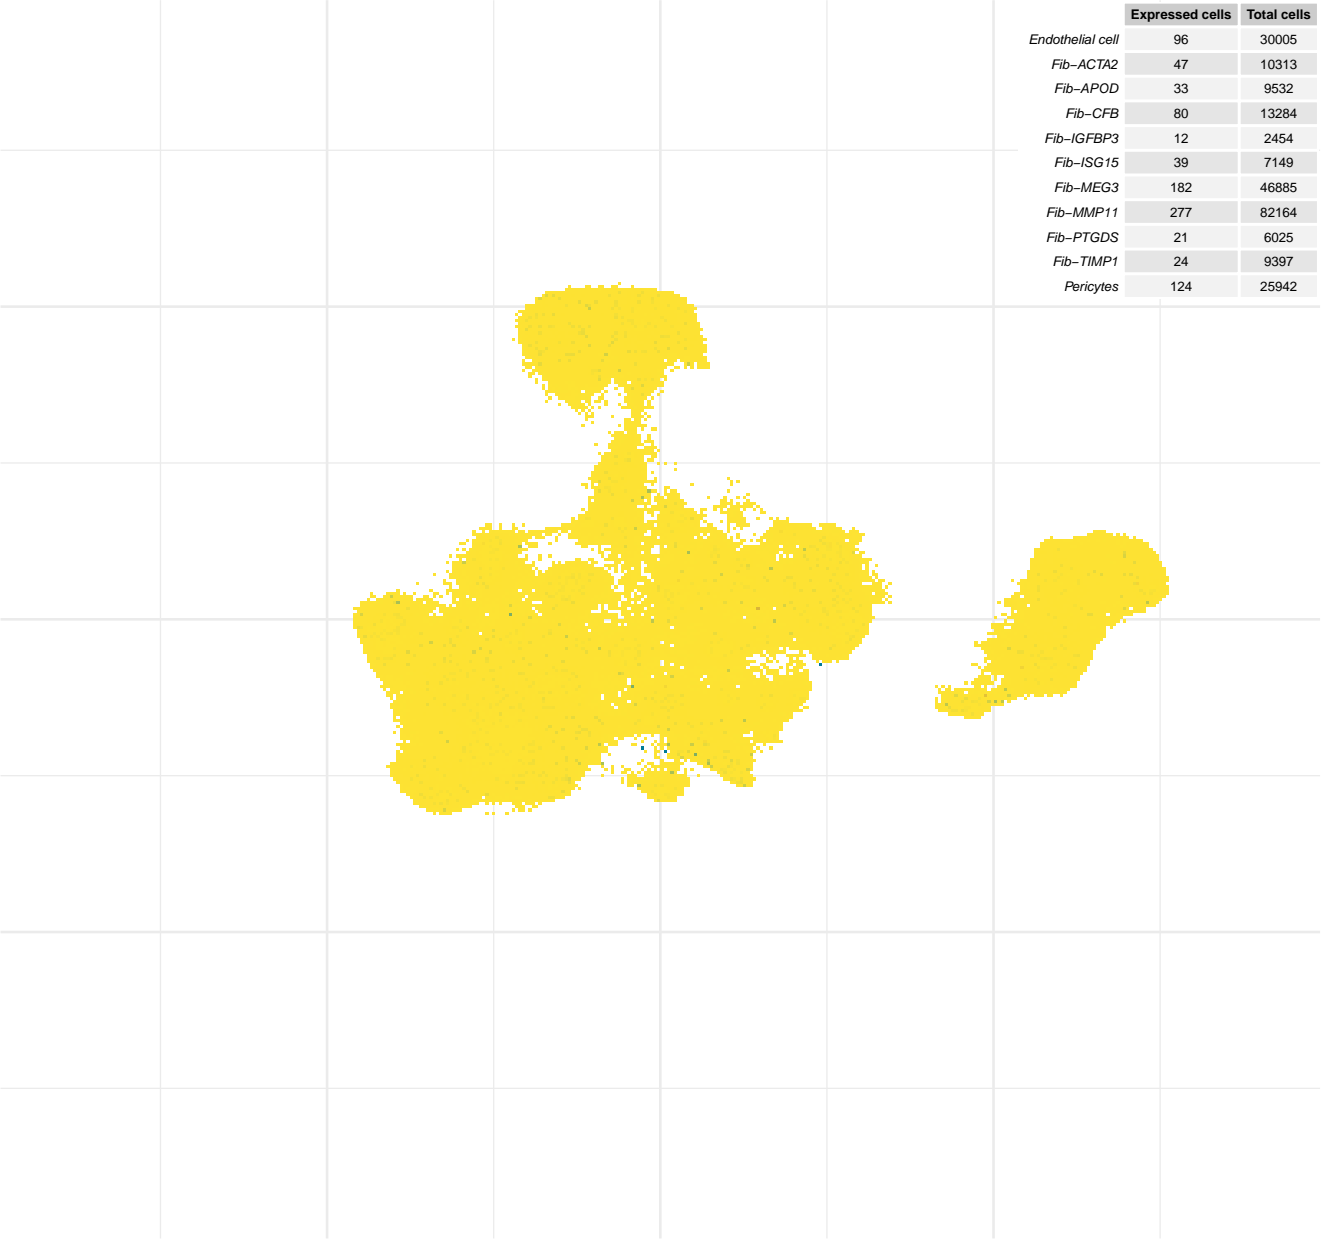 Expressed cells Total cells
Endothelial cell 96 30005
Fib−ACTA2 47 10313
Fib−APOD 33 9532
Fib−CFB 80 13284
Fib−IGFBP3 12 2454
Fib−ISG15 39 7149
Fib−MEG3 182 46885
Fib−MMP11 277 82164
Fib−PTGDS 21 6025
Fib−TIMP1 24 9397
Pericytes 124 25942